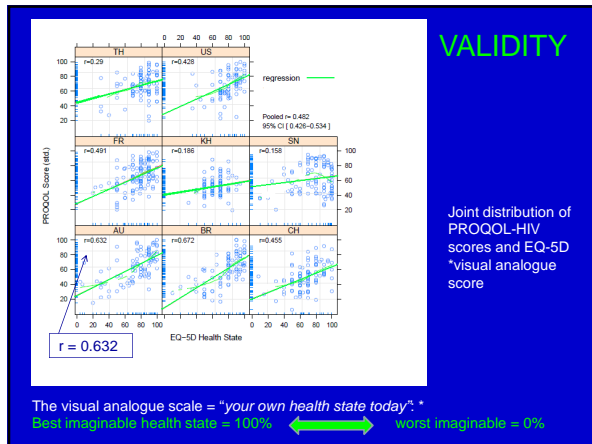 VALIDITY
0 20 40 60 80 100
TH US
r=0.29 r=0.428
100
80
60
40
20
regression
Pooled r= 0.482
95% CI [ 0.426−0.534 ]
FR KH SN
r=0.491 r=0.186 r=0.158
100
80
60
40
20
PROQOL Score (std.)
AU BR CH
r=0.632 r=0.672 r=0.455
100
80
60
40
20
0 20 40 60 80 100 0 20 40 60 80 100
EQ−5D Health State
r = 0.632
Joint distribution of
PROQOL-HIV
scores and EQ-5D
*visual analogue
score
The visual analogue scale = “your own health state today”: *
Best imaginable health state = 100% worst imaginable = 0%